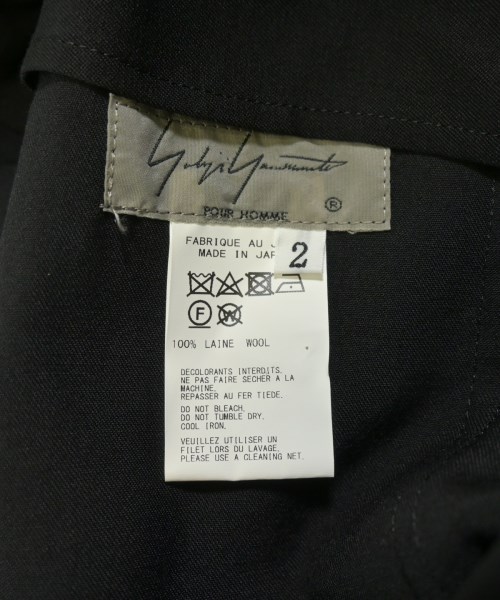 Yohji Yamamoto
®
POUR HOMME
FABRIQUE AU
2
MADE IN
F
W
100% LAINE WOOL
DECOLORANTS INTERDITS.
NE PAS FAIRE SECHER A LA
MACHINE.
REPASSER AU FER TIEDE.
DO NOT BLEACH.
DO NOT TUMBLE DRY.
COOL IRON.
VEUILLEZ UTILISER UN
FILET LORS DU LAVAGE.
PLEASE USE A CLEANING NET.